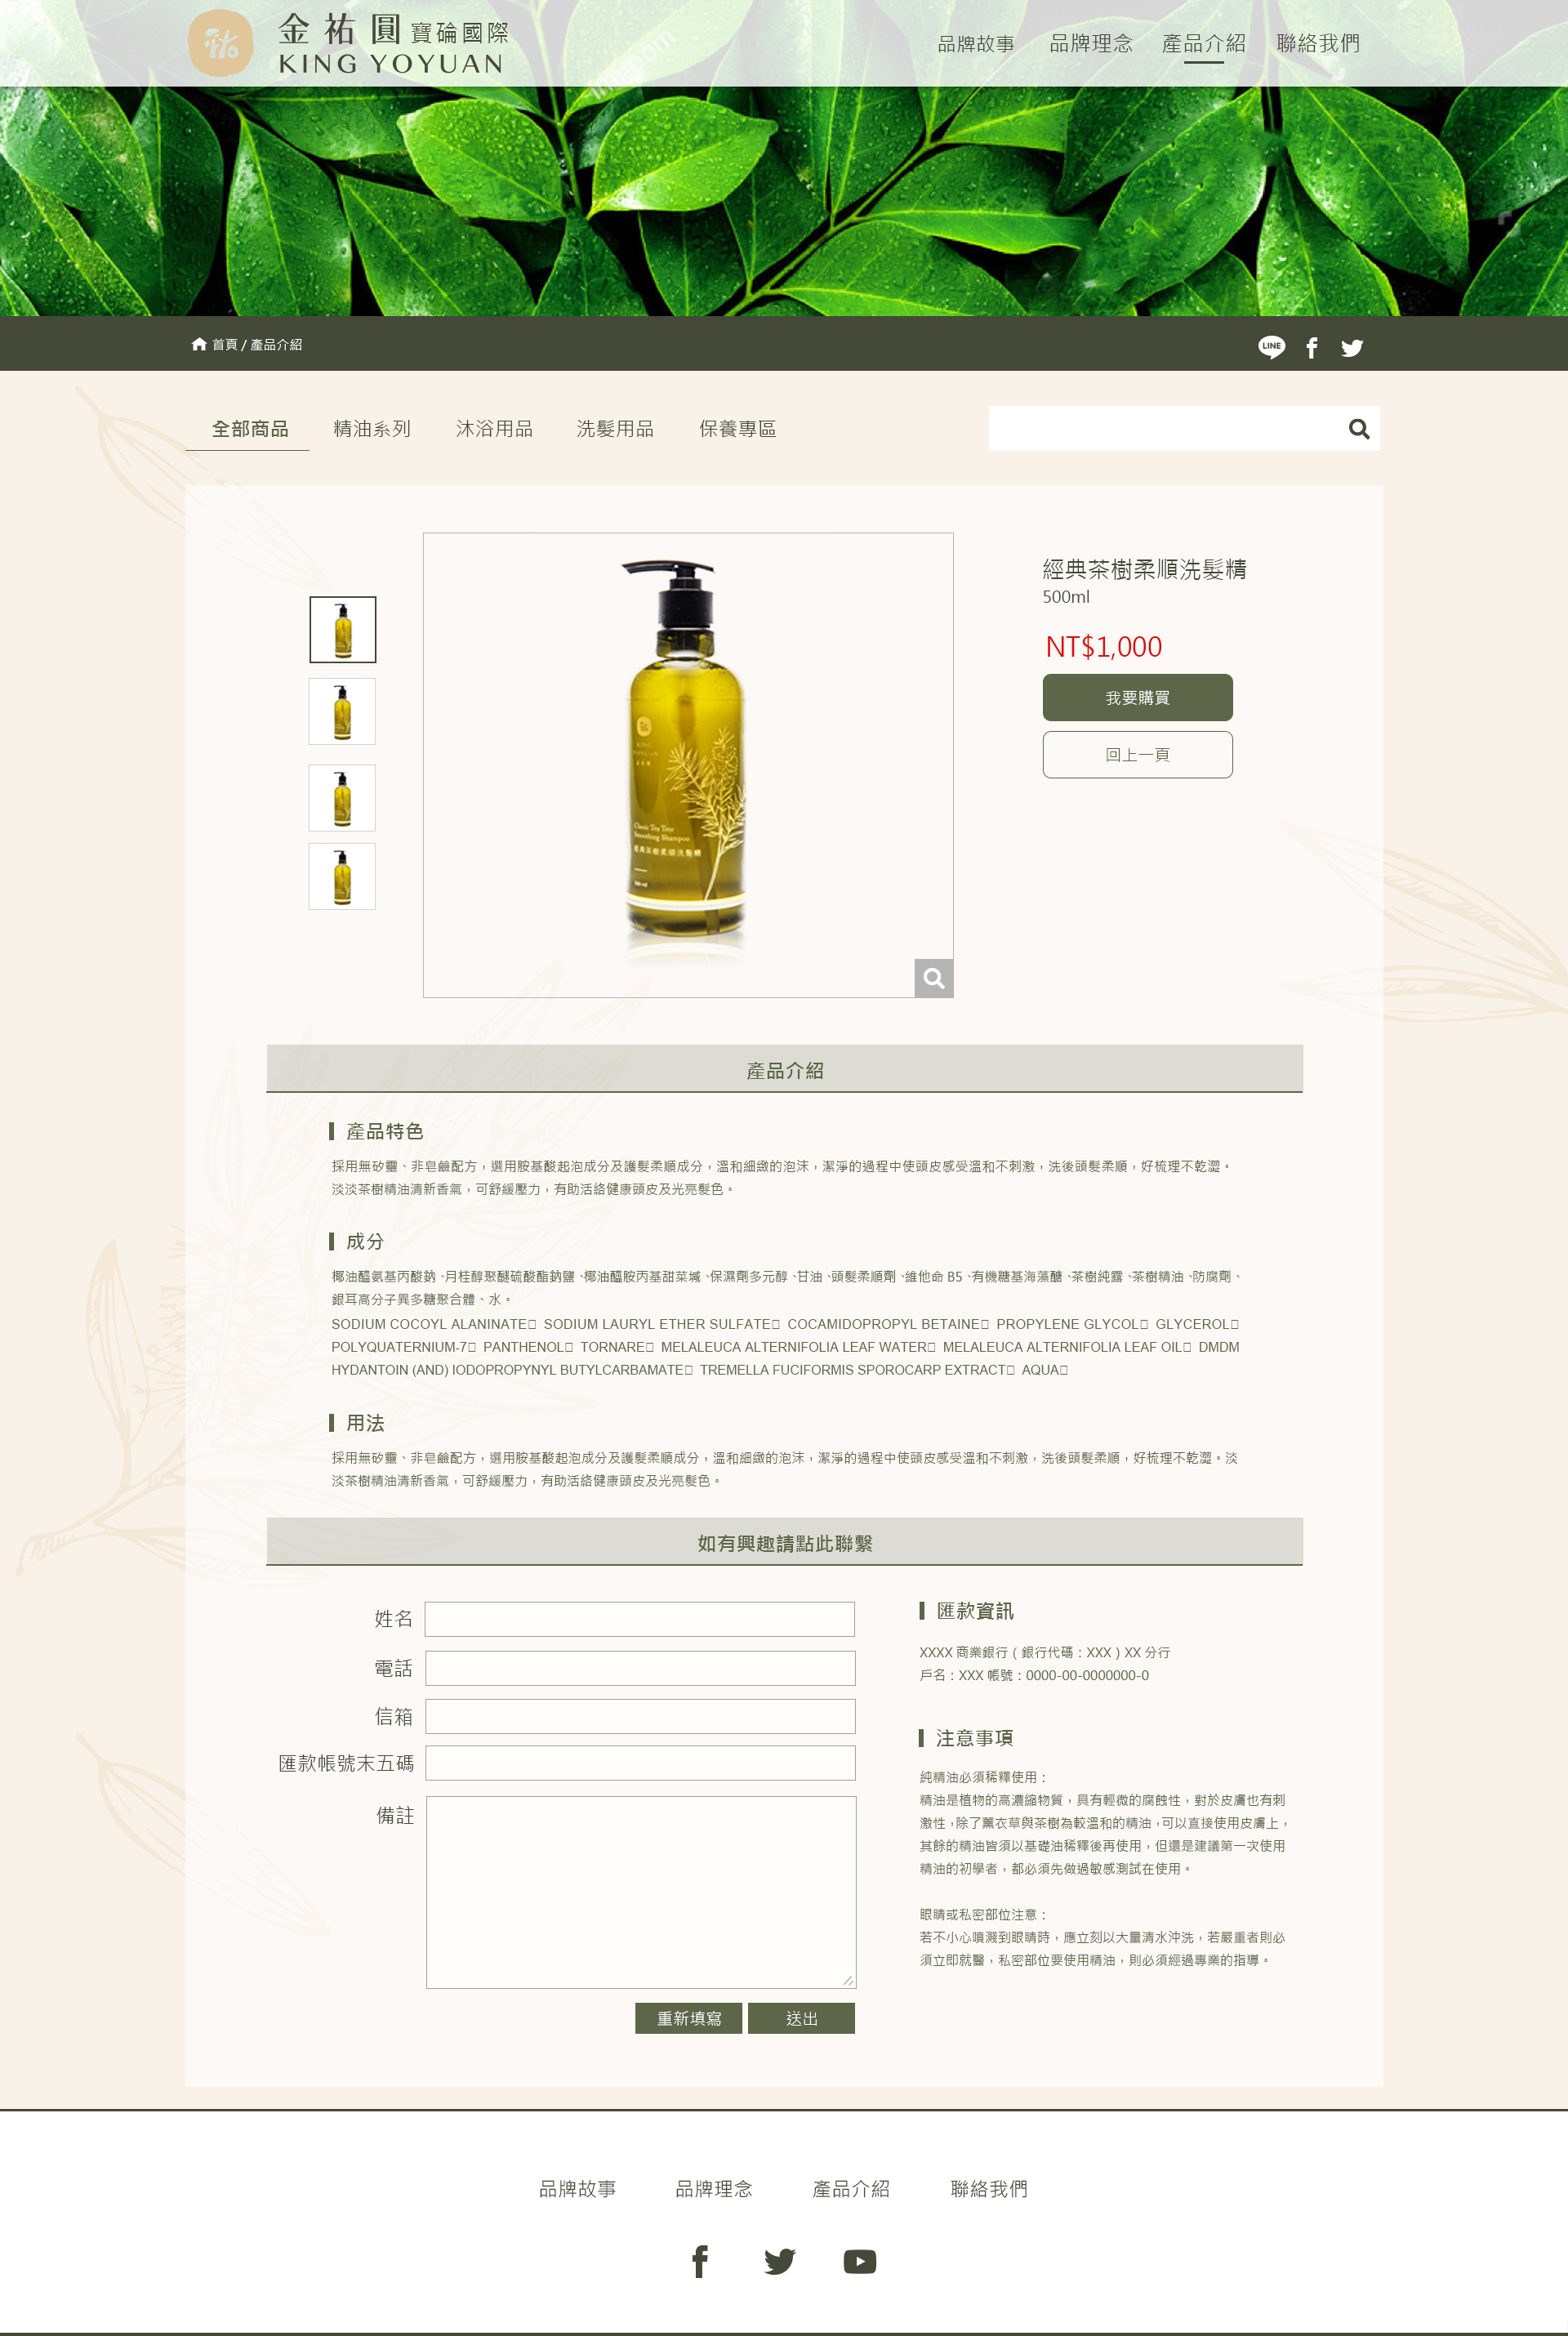 金祐圓 寶碖國際
KING YOYUAN
品牌故事 品牌理念 產品介紹 聯絡我們
首頁 / 產品介紹
LINE
全部商品 精油系列 沐浴用品 洗髮用品 保養專區
經典茶樹柔順洗髮精
500ml
NT$1,000
我要購買
回上一頁
KING
Classic Tea Tree
Smoothing Shampoo
經典茶樹柔順洗髮精
產品介紹
產品特色
採用無矽靈、非皂鹼配方，選用胺基酸起泡成分及護髮柔順成分，溫和細緻的泡沫，潔淨的過程中使頭皮感受溫和不刺激，洗後頭髮柔順，好梳理不乾澀。
淡淡茶樹精油清新香氣，可舒緩壓力，有助活絡健康頭皮及光亮髮色。
成分
椰油醯氨基丙酸鈉、月桂醇聚醚硫酸酯鈉鹽、椰油醯胺丙基甜菜堿、保濕劑多元醇、甘油、頭髮柔順劑、維他命 B5、有機糖基海藻醣、茶樹純露、茶樹精油、防腐劑、
銀耳高分子異多糖聚合體、水。
SODIUM COCOYL ALANINATE□ SODIUM LAURYL ETHER SULFATE□ COCAMIDOPROPYL BETAINE□ PROPYLENE GLYCOL□ GLYCEROL□
POLYQUATERNIUM-7□ PANTHENOL□ TORNARE□ MELALEUCA ALTERNIFOLIA LEAF WATER□ MELALEUCA ALTERNIFOLIA LEAF OIL□ DMDM
HYDANTOIN (AND) IODOPROPYNYL BUTYLCARBAMATE□ TREMELLA FUCIFORMIS SPOROCARP EXTRACT□ AQUA□
用法
採用無矽靈、非皂鹼配方，選用胺基酸起泡成分及護髮柔順成分，溫和細緻的泡沫，潔淨的過程中使頭皮感受溫和不刺激，洗後頭髮柔順，好梳理不乾澀。淡
淡茶樹精油清新香氣，可舒緩壓力，有助活絡健康頭皮及光亮髮色。
如有興趣請點此聯繫
姓名
電話
信箱
匯款帳號末五碼
備註
重新填寫 送出
匯款資訊
XXXX 商業銀行（銀行代碼：XXX）XX 分行
戶名：XXX 帳號：0000-00-0000000-0
注意事項
純精油必須稀釋使用：
精油是植物的高濃縮物質，具有輕微的腐蝕性，對於皮膚也有刺
激性，除了薰衣草與茶樹為較溫和的精油，可以直接使用皮膚上，
其餘的精油皆須以基礎油稀釋後再使用，但還是建議第一次使用
精油的初學者，都必須先做過敏感測試在使用。
眼睛或私密部位注意：
若不小心噴濺到眼睛時，應立刻以大量清水沖洗，若嚴重者則必
須立即就醫，私密部位要使用精油，則必須經過專業的指導。
品牌故事 品牌理念 產品介紹 聯絡我們